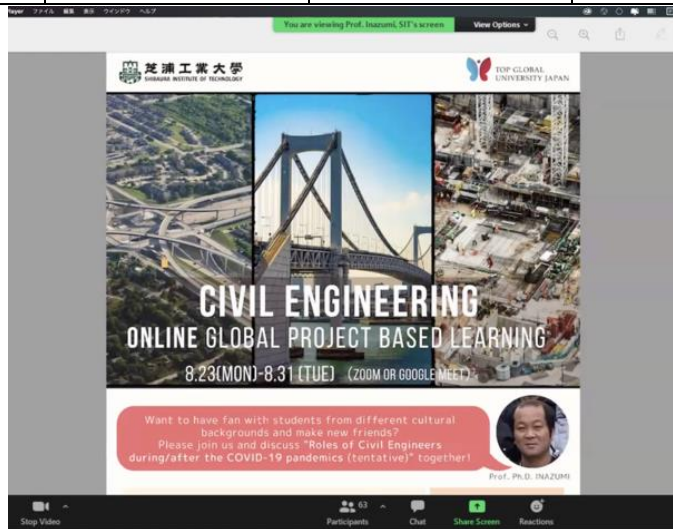 Player ファイル 編集 表示 ウインドウ ヘルプ
You are viewing Prof. Inazumi, SIT's screen
View Options
芝浦工業大學
SHIBAURA INSTITUTE OF TECHNOLOGY
TOP GLOBAL
UNIVERSITY JAPAN
CIVIL ENGINEERING
ONLINE GLOBAL PROJECT BASED LEARNING
8.23(MON)-8.31(TUE) (ZOOM OR GOOGLE MEET)
Want to have fan with students from different cultural
backgrounds and make new friends?
Please join us and discuss "Roles of Civil Engineers
during/after the COVID-19 pandemics (tentative)" together!
Prof. Ph.D. INAZUMI
63
Stop Video
Participants
Chat
Share Screen
Reactions